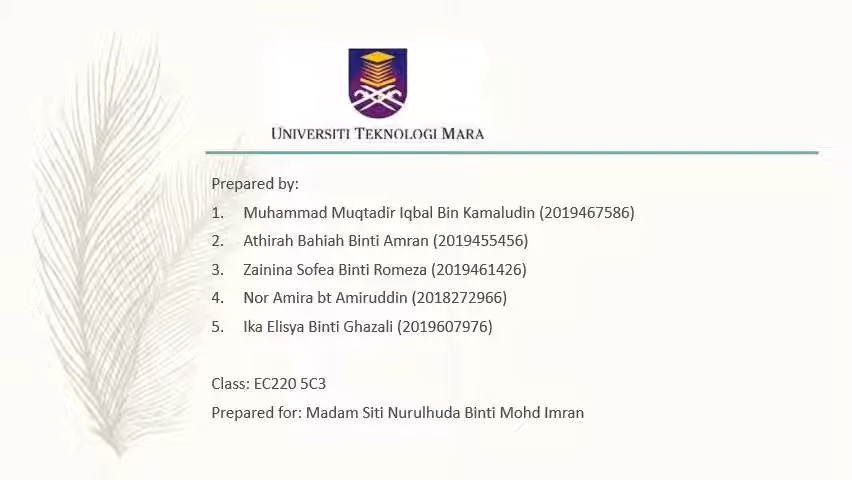 UNIVERSITI TEKNOLOGI MARA
Prepared by:
1. Muhammad Muqtadir Iqbal Bin Kamaludin (2019467586)
2. Athirah Bahiah Binti Amran (2019455456)
3. Zainina Sofea Binti Romeza (2019461426)
4. Nor Amira bt Amiruddin (2018272966)
5. Ika Elisya Binti Ghazali (2019607976)
Class: EC220 5C3
Prepared for: Madam Siti Nurulhuda Binti Mohd Imran